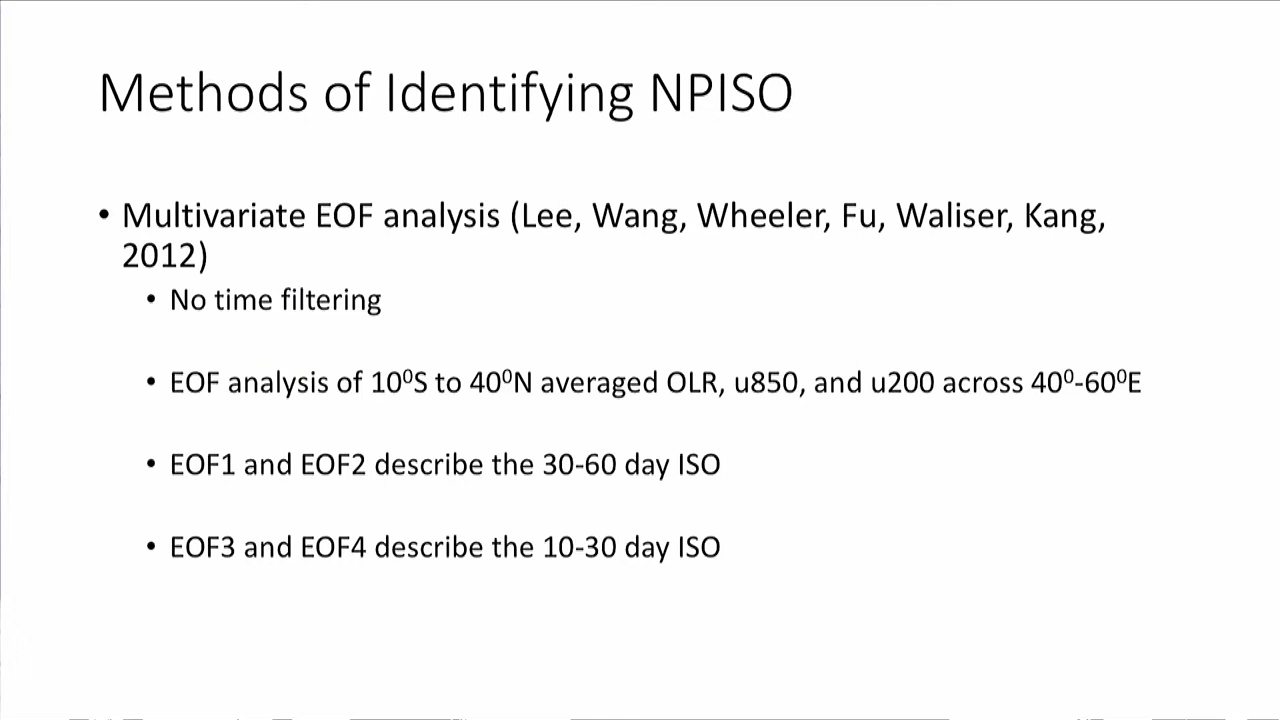 Methods of Identifying NPISO
• Multivariate EOF analysis (Lee, Wang, Wheeler, Fu, Waliser, Kang,
2012)
• No time filtering
• EOF analysis of 10⁰S to 40⁰N averaged OLR, u850, and u200 across 40⁰-60⁰E
• EOF1 and EOF2 describe the 30-60 day ISO
• EOF3 and EOF4 describe the 10-30 day ISO